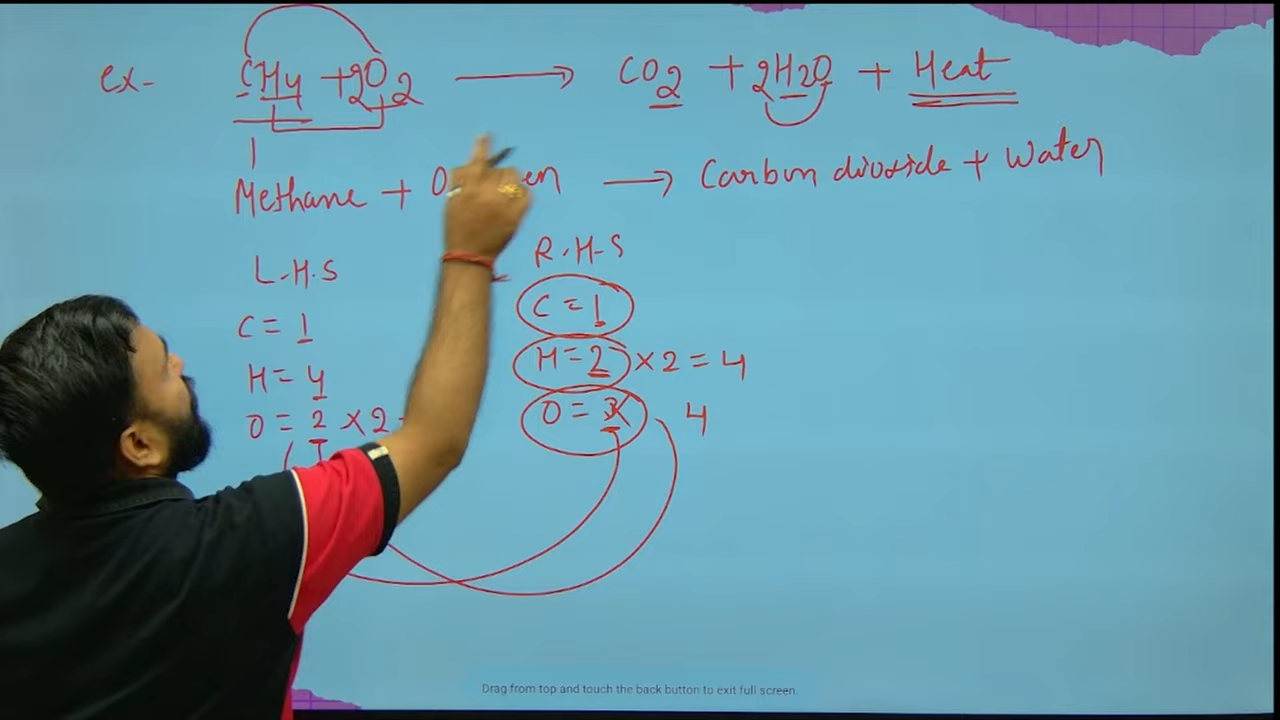 ex- CH4 + 2O2 → CO2 + 2H2O + Heat
Methane + O en → Carbon dioxide + Water
L.H.S R.H-S
C = 1 C = 1
H = 4 H = 2 × 2 = 4
O = 2 × 2 O = 3 4
Drag from top and touch the back button to exit full screen.